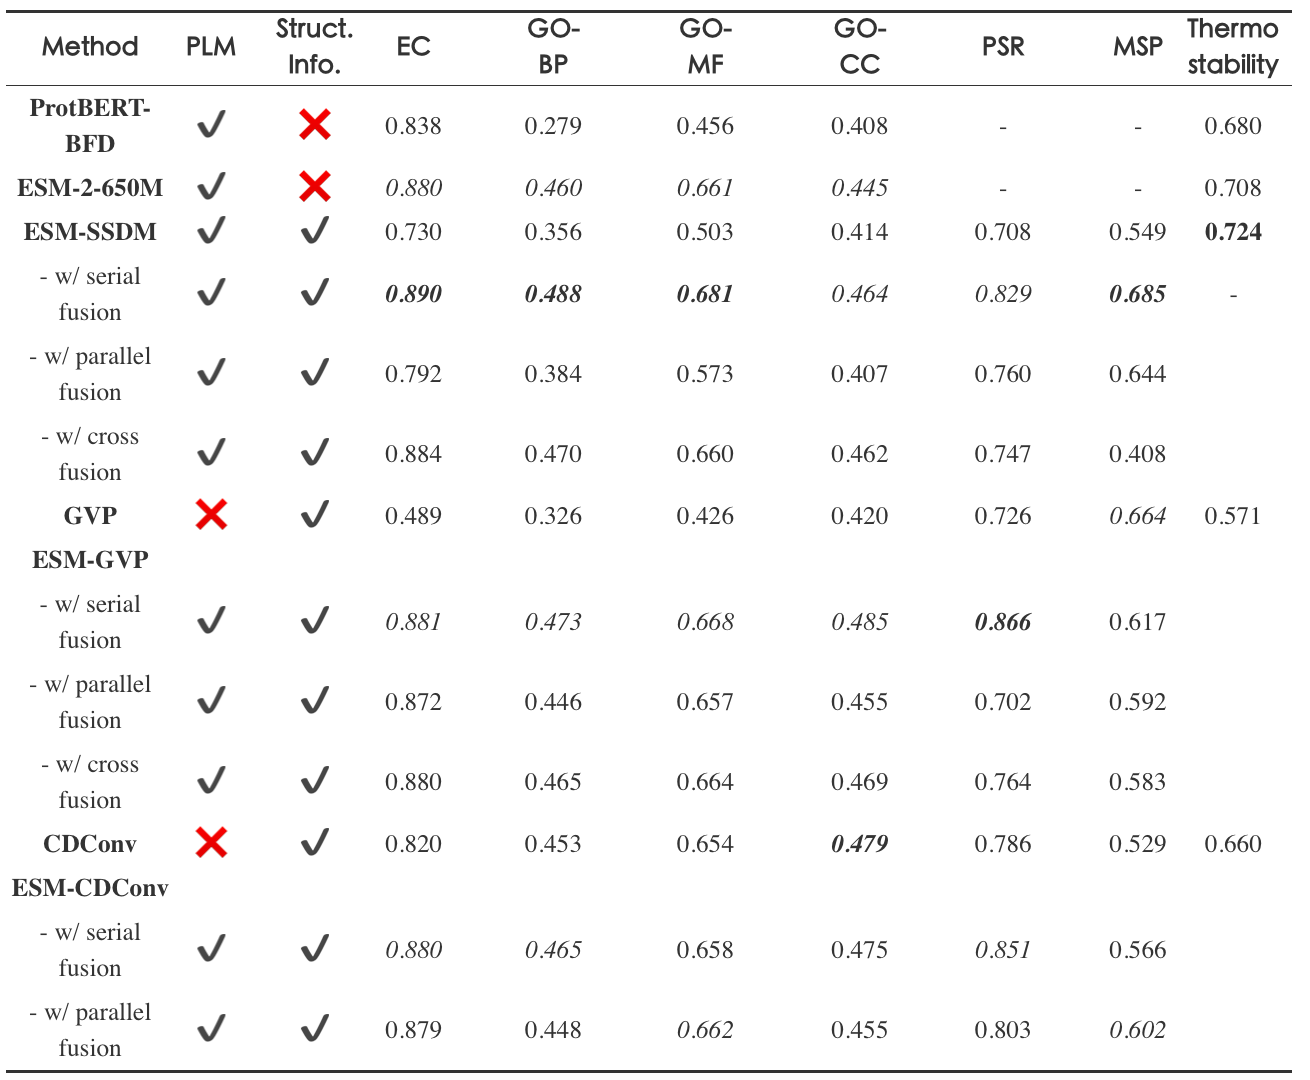 Method PLM Struct. Info. EC GO-BP GO-MF GO-CC PSR MSP Thermo stability
ProtBERT-BFD ✓ ✗ 0.838 0.279 0.456 0.408 - - 0.680
ESM-2-650M ✓ ✗ 0.880 0.460 0.661 0.445 - - 0.708
ESM-SSDM ✓ ✓ 0.730 0.356 0.503 0.414 0.708 0.549 0.724
- w/ serial fusion ✓ ✓ 0.890 0.488 0.681 0.464 0.829 0.685 -
- w/ parallel fusion ✓ ✓ 0.792 0.384 0.573 0.407 0.760 0.644
- w/ cross fusion ✓ ✓ 0.884 0.470 0.660 0.462 0.747 0.408
GVP ✗ ✓ 0.489 0.326 0.426 0.420 0.726 0.664 0.571
ESM-GVP
- w/ serial fusion ✓ ✓ 0.881 0.473 0.668 0.485 0.866 0.617
- w/ parallel fusion ✓ ✓ 0.872 0.446 0.657 0.455 0.702 0.592
- w/ cross fusion ✓ ✓ 0.880 0.465 0.664 0.469 0.764 0.583
CDConv ✗ ✓ 0.820 0.453 0.654 0.479 0.786 0.529 0.660
ESM-CDConv
- w/ serial fusion ✓ ✓ 0.880 0.465 0.658 0.475 0.851 0.566
- w/ parallel fusion ✓ ✓ 0.879 0.448 0.662 0.455 0.803 0.602